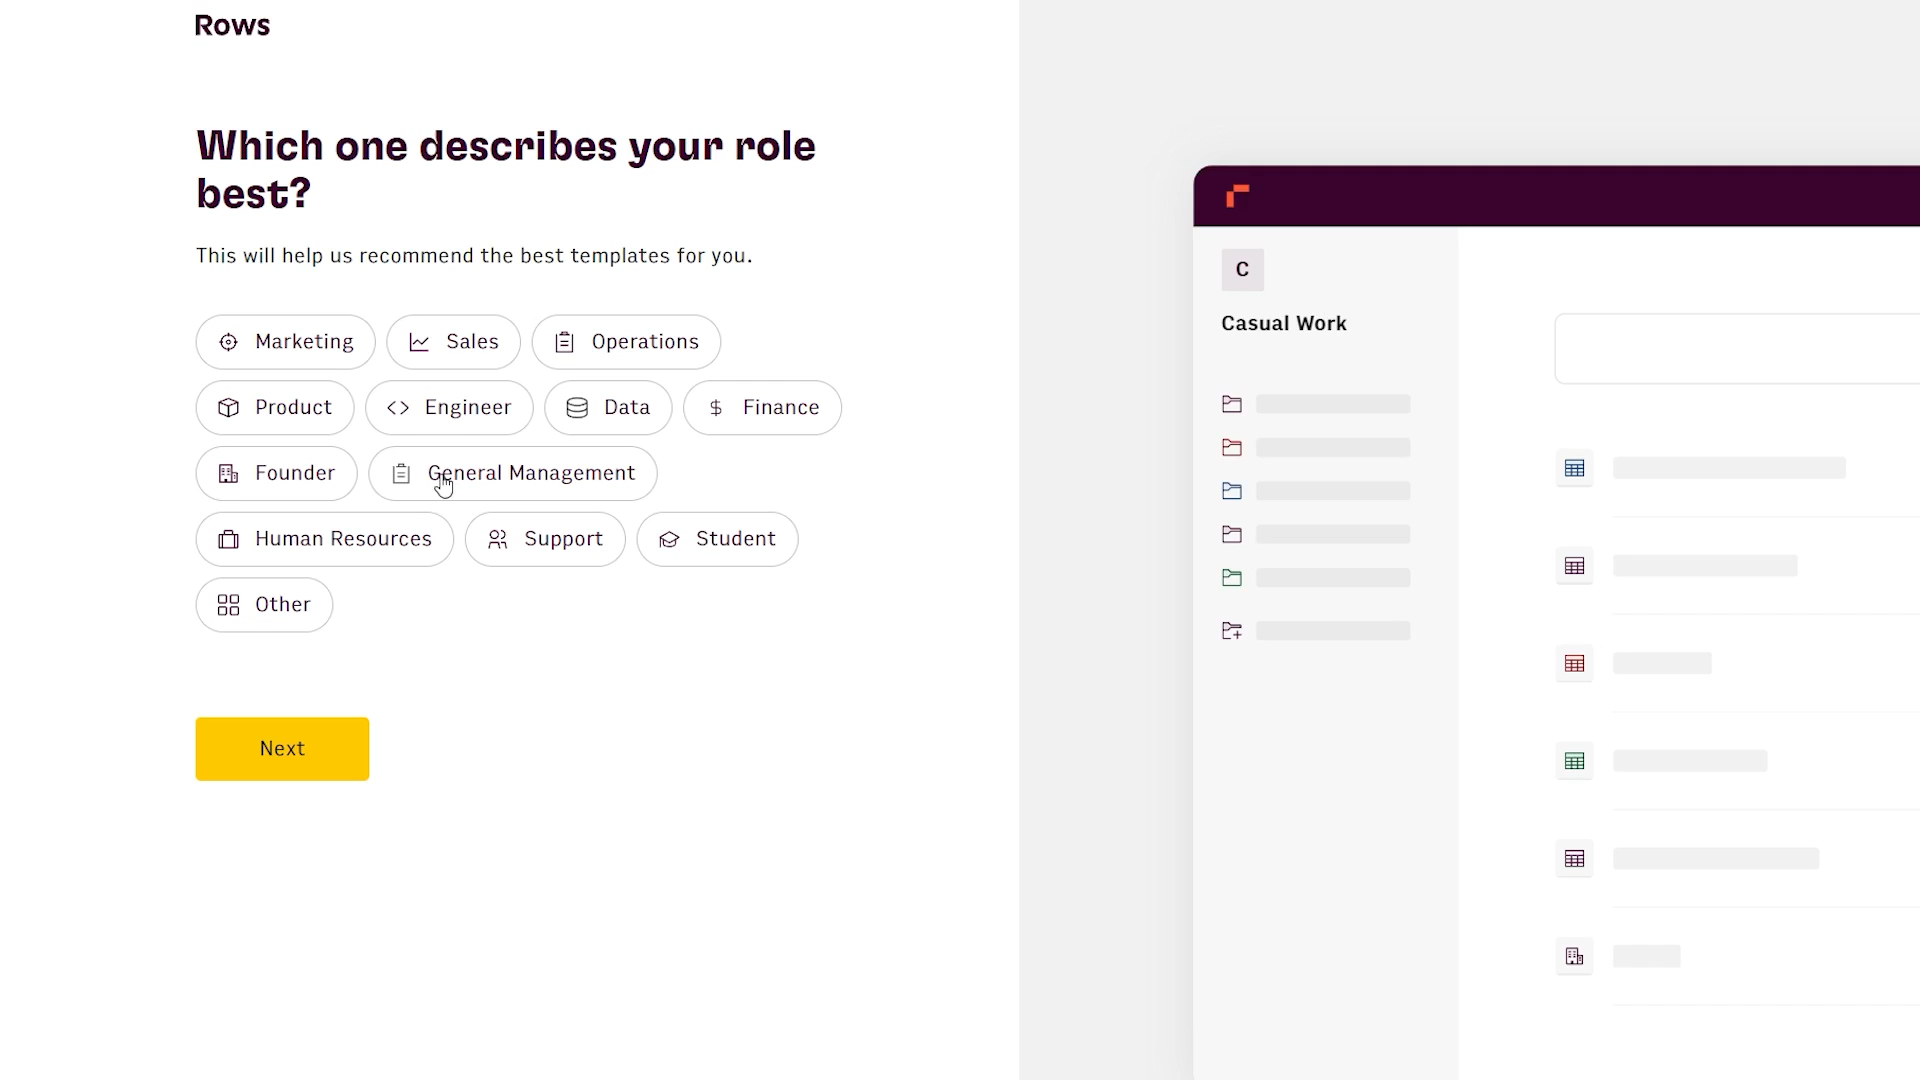 Rows
Which one describes your role
best?
This will help us recommend the best templates for you.
Marketing
Sales
Operations
Product
Engineer
Data
Finance
Founder
General Management
Human Resources
Support
Student
Other
Next
C
Casual Work